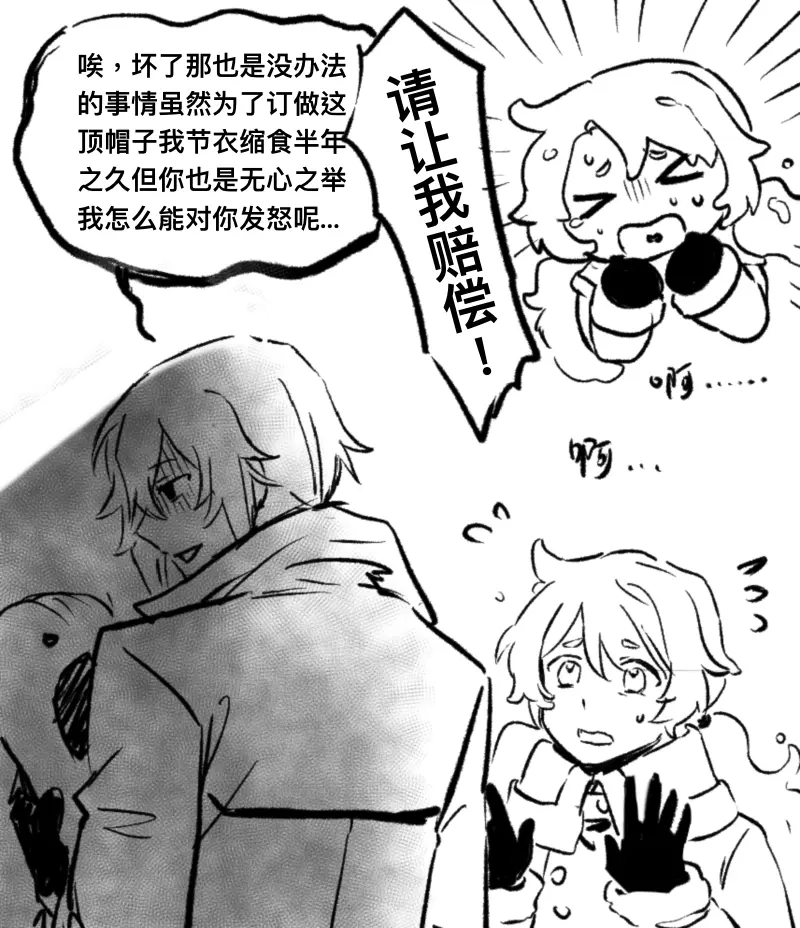 唉，坏了那也是没办法
的事情虽然为了订做这
顶帽子我节衣缩食半年
之久但你也是无心之举
我怎么能对你发怒呢...
请让我赔偿！
啊......
啊...